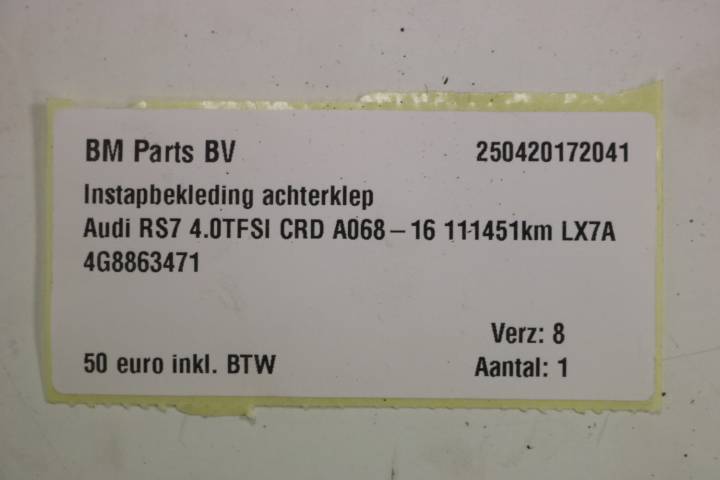 BM Parts BV 250420172041
Instapbekleding achterklep
Audi RS7 4.0TFSI CRD A068-16 111451km LX7A
4G8863471
Verz: 8
50 euro inkl. BTW Aantal: 1